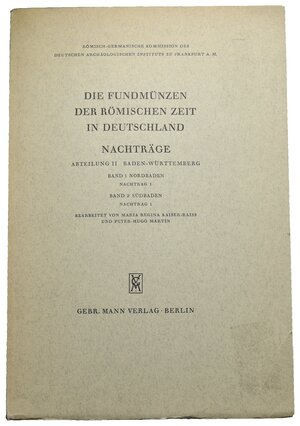 RÖMISCH-GERMANISCHE KOMMISSION DES
DEUTSCHEN ARCHÄOLOGISCHEN INSTITUTS ZU FRANKFURT A. M.
DIE FUNDMÜNZEN
DER RÖMISCHEN ZEIT
IN DEUTSCHLAND
NACHTRÄGE
ABTEILUNG II BADEN-WÜRTTEMBERG
BAND 1 NORDBADEN
NACHTRAG 1
BAND 2 SÜDBADEN
NACHTRAG 1
BEARBEITET VON MARIA REGINA KAISER-RAISS
UND PETER-HUGO MARTIN
GEBR. MANN VERLAG · BERLIN